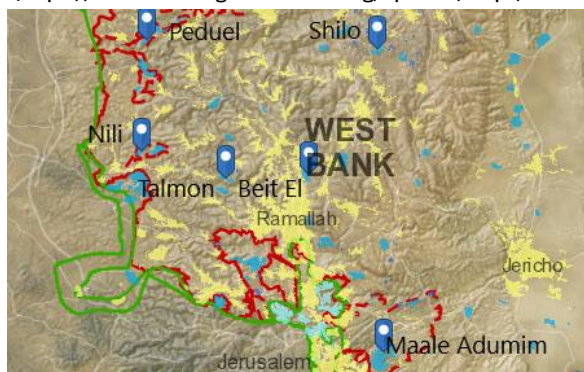 Peduel
Shilo
WEST
BANK
Nili
Talmon
Beit El
Ramallah
Jericho
Maale Adumim
Jerusalem